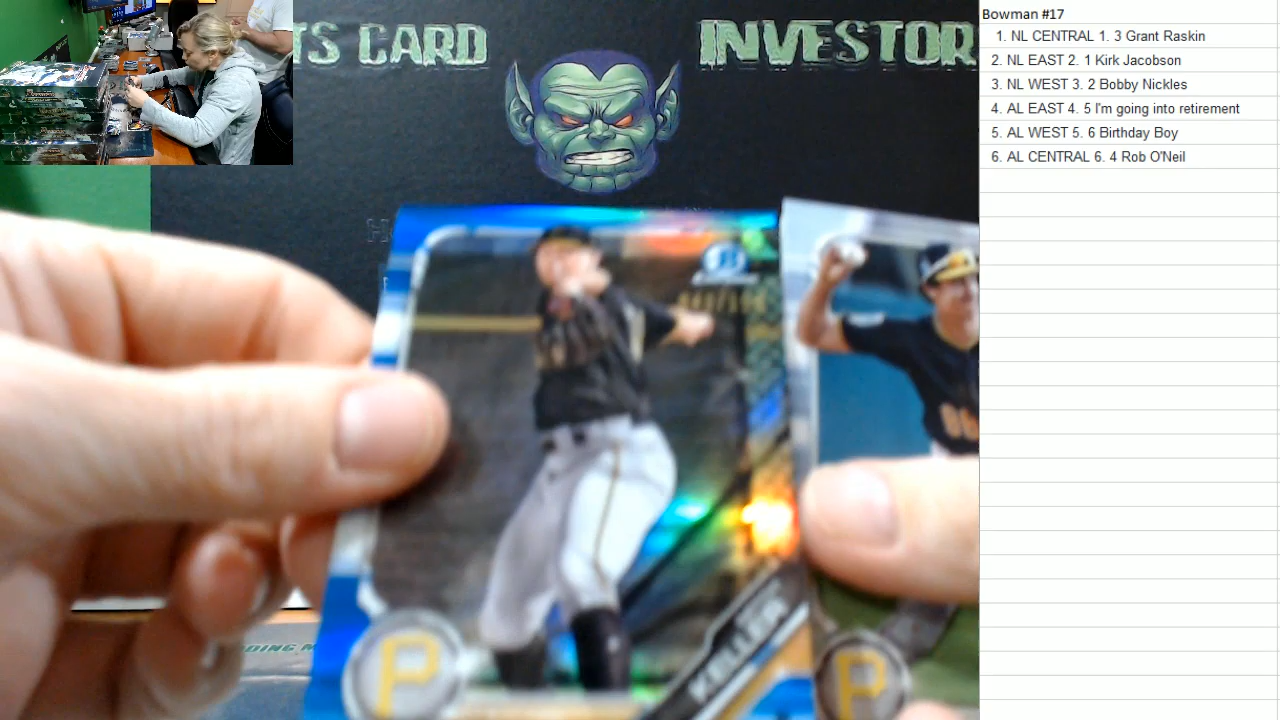 TS CARD INVESTOR
Bowman #17
1. NL CENTRAL 1. 3 Grant Raskin
2. NL EAST 2. 1 Kirk Jacobson
3. NL WEST 3. 2 Bobby Nickles
4. AL EAST 4. 5 I'm going into retirement
5. AL WEST 5. 6 Birthday Boy
6. AL CENTRAL 6. 4 Rob O'Neil
KELLER
P
P